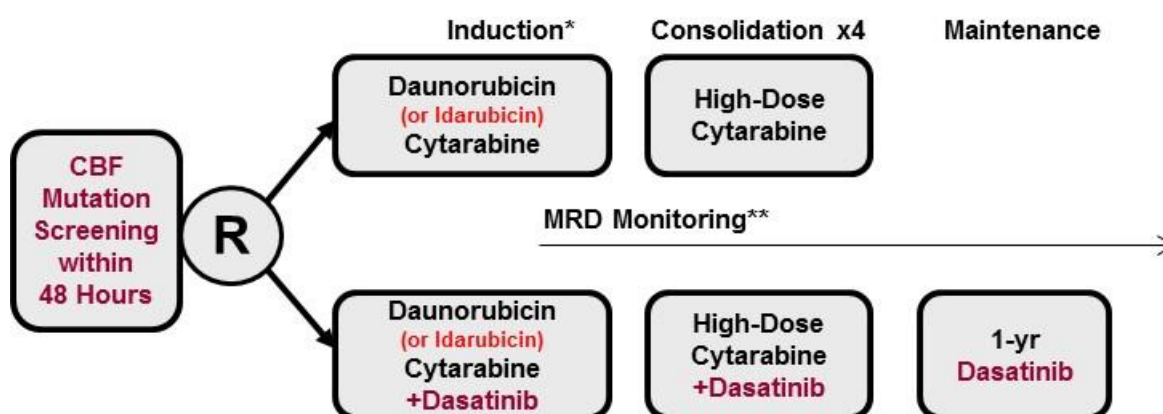 Induction*
Consolidation x4
Maintenance
Daunorubicin
(or Idarubicin)
Cytarabine
High-Dose
Cytarabine
CBF
Mutation
Screening
within
48 Hours
R
MRD Monitoring**
Daunorubicin
(or Idarubicin)
Cytarabine
+Dasatinib
High-Dose
Cytarabine
+Dasatinib
1-yr
Dasatinib